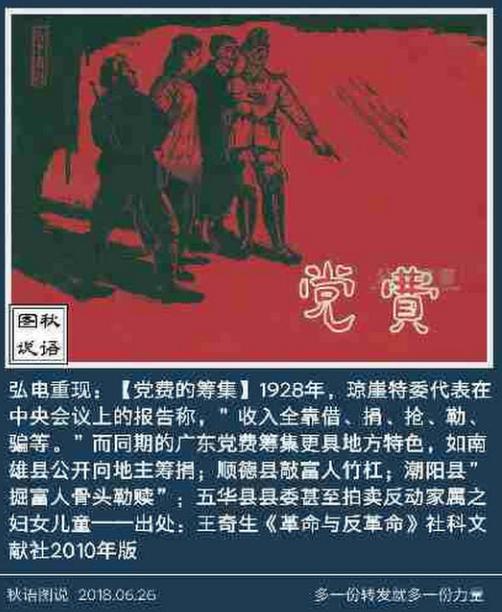 党費
图秋
说语
弘电重现：【党费的筹集】1928年，琼崖特委代表在
中央会议上的报告称，”收入全靠借、捐、抢、勒、
骗等。”而同期的广东党费筹集更具地方特色，如南
雄县公开向地主筹捐；顺德县敲富人竹杠；潮阳县”
掘富人骨头勒赎”；五华县县委甚至拍卖反动家属之
妇女儿童——出处：王奇生《革命与反革命》社科文
献社2010年版
秋语图说 2018.06.26
多一份转发就多一份力量